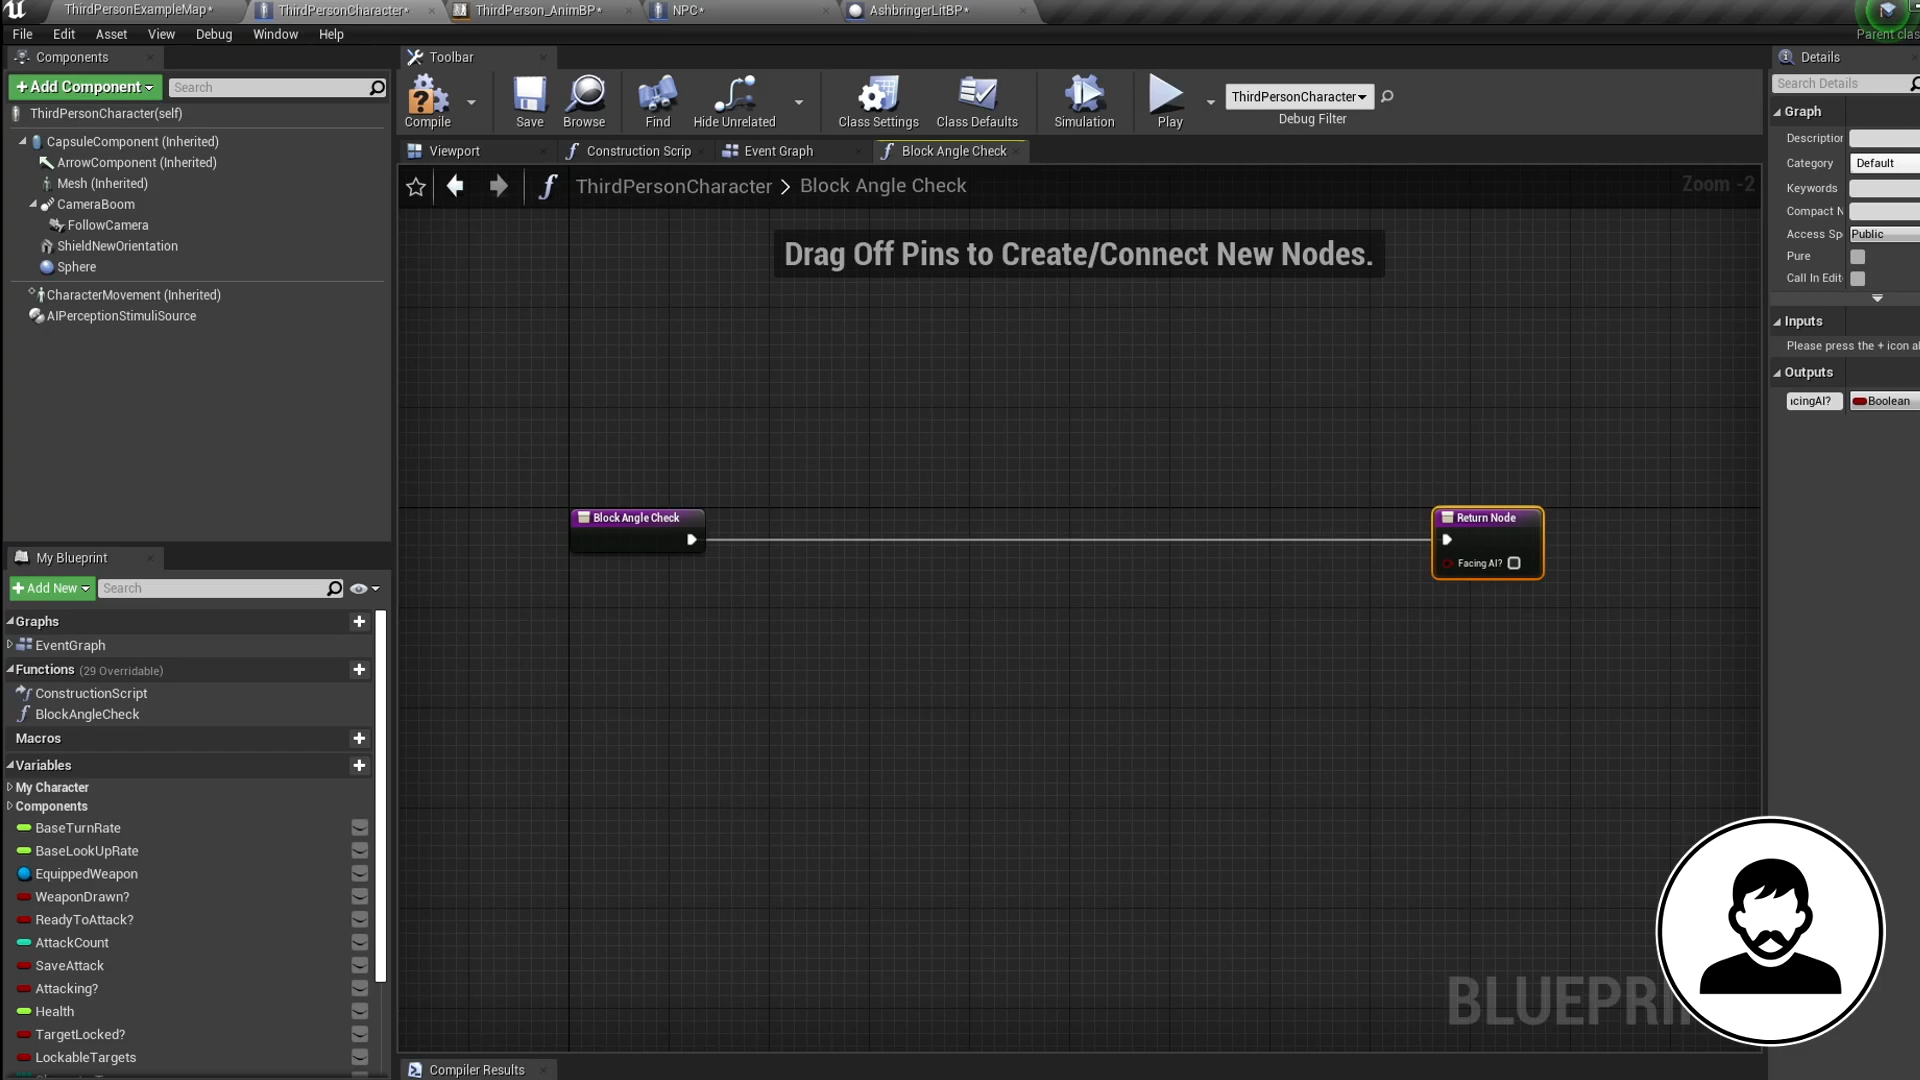 ThirdPersonExampleMap*
ThirdPersonCharacter*
ThirdPerson_AnimBP*
NPC*
AshbringerLitBP*
File Edit Asset View Debug Window Help
Parent clas
Components
+ Add Component
Search
ThirdPersonCharacter(self)
CapsuleComponent (Inherited)
ArrowComponent (Inherited)
Mesh (Inherited)
CameraBoom
FollowCamera
ShieldNewOrientation
Sphere
CharacterMovement (Inherited)
AIPerceptionStimuliSource
Toolbar
Compile
Save
Browse
Find
Hide Unrelated
Class Settings
Class Defaults
Simulation
Play
ThirdPersonCharacter
Debug Filter
Viewport
Construction Scrip
Event Graph
Block Angle Check
ThirdPersonCharacter > Block Angle Check
Zoom -2
Drag Off Pins to Create/Connect New Nodes.
Block Angle Check
Return Node
Facing AI?
BLUEPRI
My Blueprint
+ Add New
Search
Graphs
EventGraph
Functions (29 Overridable)
ConstructionScript
BlockAngleCheck
Macros
Variables
My Character
Components
BaseTurnRate
BaseLookUpRate
EquippedWeapon
WeaponDrawn?
ReadyToAttack?
AttackCount
SaveAttack
Attacking?
Health
TargetLocked?
LockableTargets
Compiler Results
Details
Search Details
Graph
Description
Category Default
Keywords
Compact N
Access Sp Public
Pure
Call In Edit
Inputs
Please press the + icon al
Outputs
acingAI? Boolean